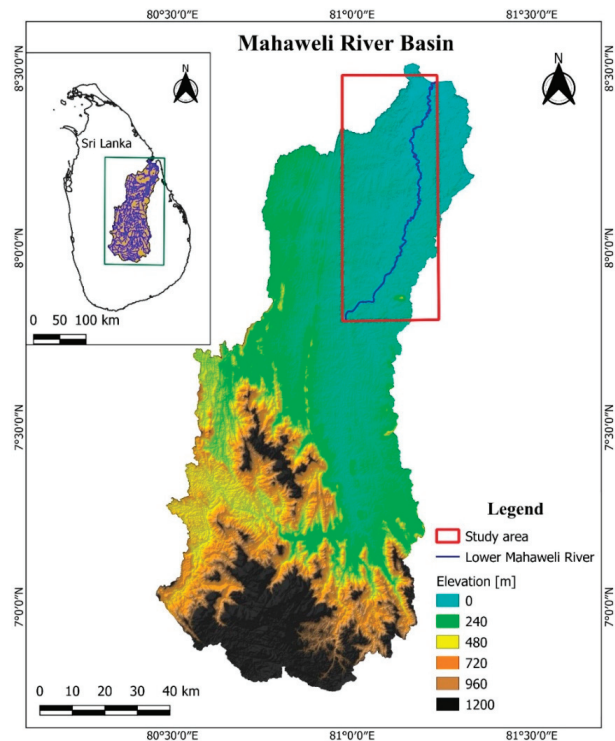 80°30'0"E 81°0'0"E 81°30'0"E
Mahaweli River Basin
N
N
Sri Lanka
8°30'0"N 8°30'0"N
8°0'0"N 8°0'0"N
0 50 100 km
7°30'0"N 7°30'0"N
Legend
Study area
Lower Mahaweli River
Elevation [m]
0
240
480
720
960
1200
7°0'0"N 7°0'0"N
0 10 20 30 40 km
80°30'0"E 81°0'0"E 81°30'0"E